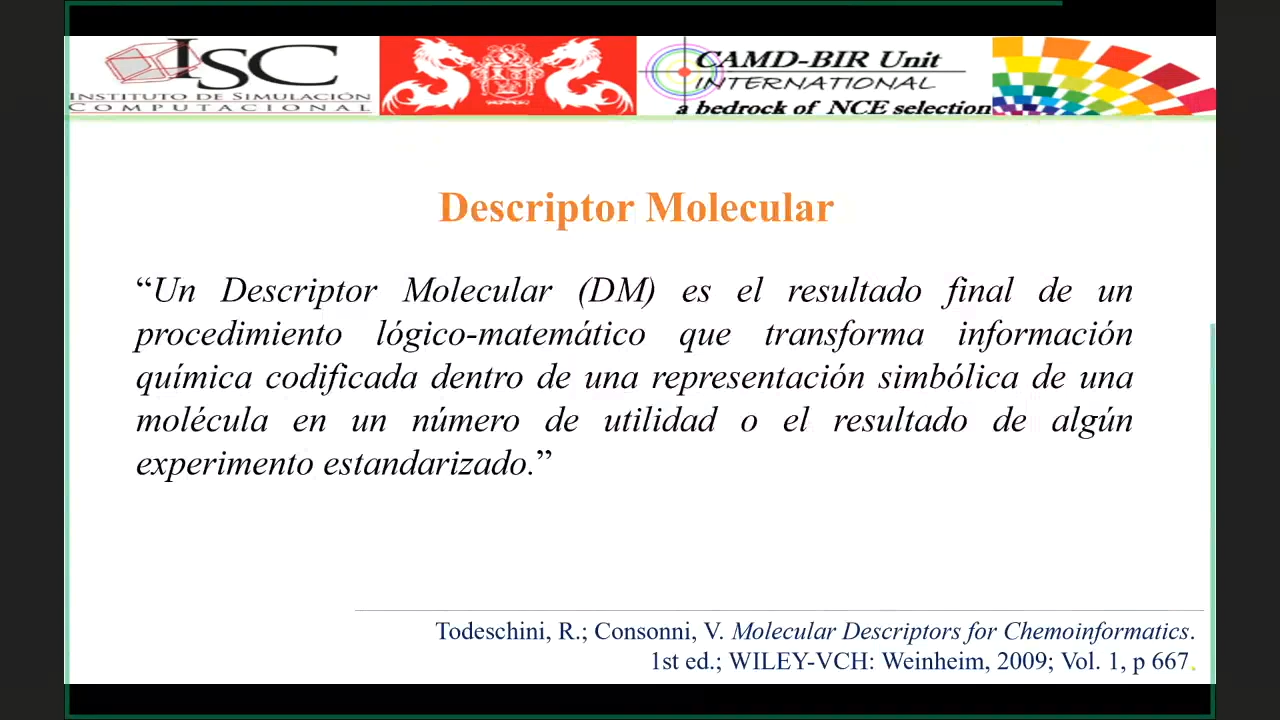 ISC
INSTITUTO DE SIMULACIÓN
COMPUTACIONAL
CAMD-BIR Unit
INTERNATIONAL
a bedrock of NCE selection
Descriptor Molecular
“Un Descriptor Molecular (DM) es el resultado final de un
procedimiento lógico-matemático que transforma información
química codificada dentro de una representación simbólica de una
molécula en un número de utilidad o el resultado de algún
experimento estandarizado.”
Todeschini, R.; Consonni, V. Molecular Descriptors for Chemoinformatics.
1st ed.; WILEY-VCH: Weinheim, 2009; Vol. 1, p 667.